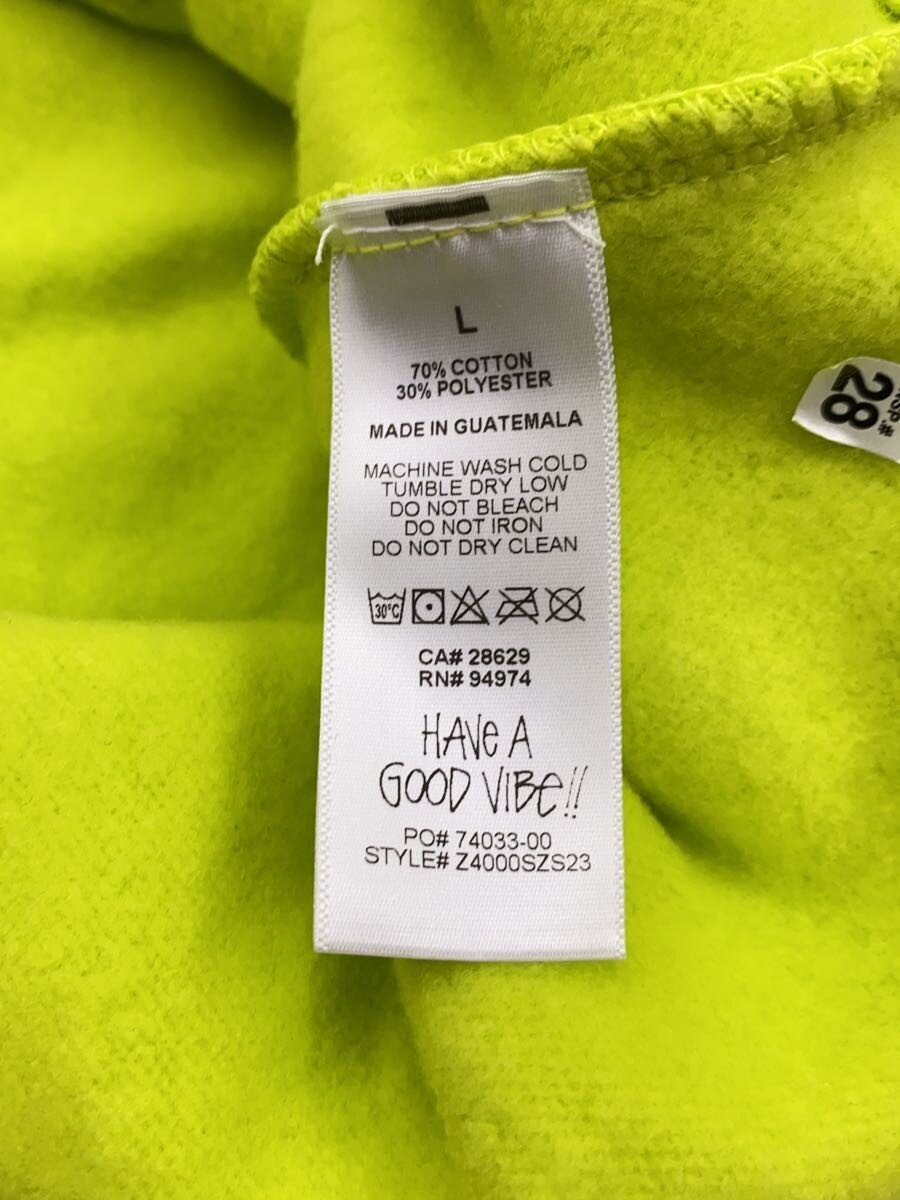 L
70% COTTON
30% POLYESTER
MADE IN GUATEMALA
MACHINE WASH COLD
TUMBLE DRY LOW
DO NOT BLEACH
DO NOT IRON
DO NOT DRY CLEAN
30°C
CA# 28629
RN# 94974
HAVE A
GOOD VIBE!!
PO# 74033-00
STYLE# Z4000SZS23
28